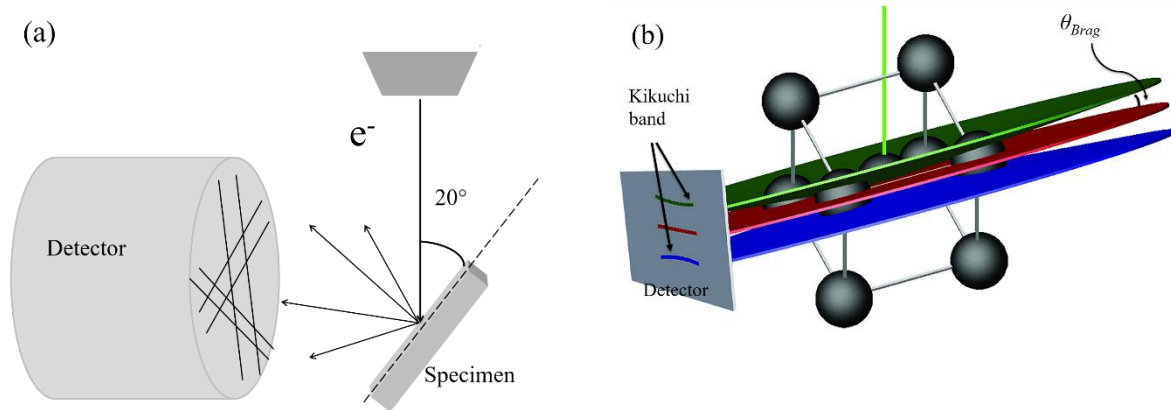 (a)
e-
20°
Detector
Specimen
(b)
θBrag
Kikuchi
band
Detector